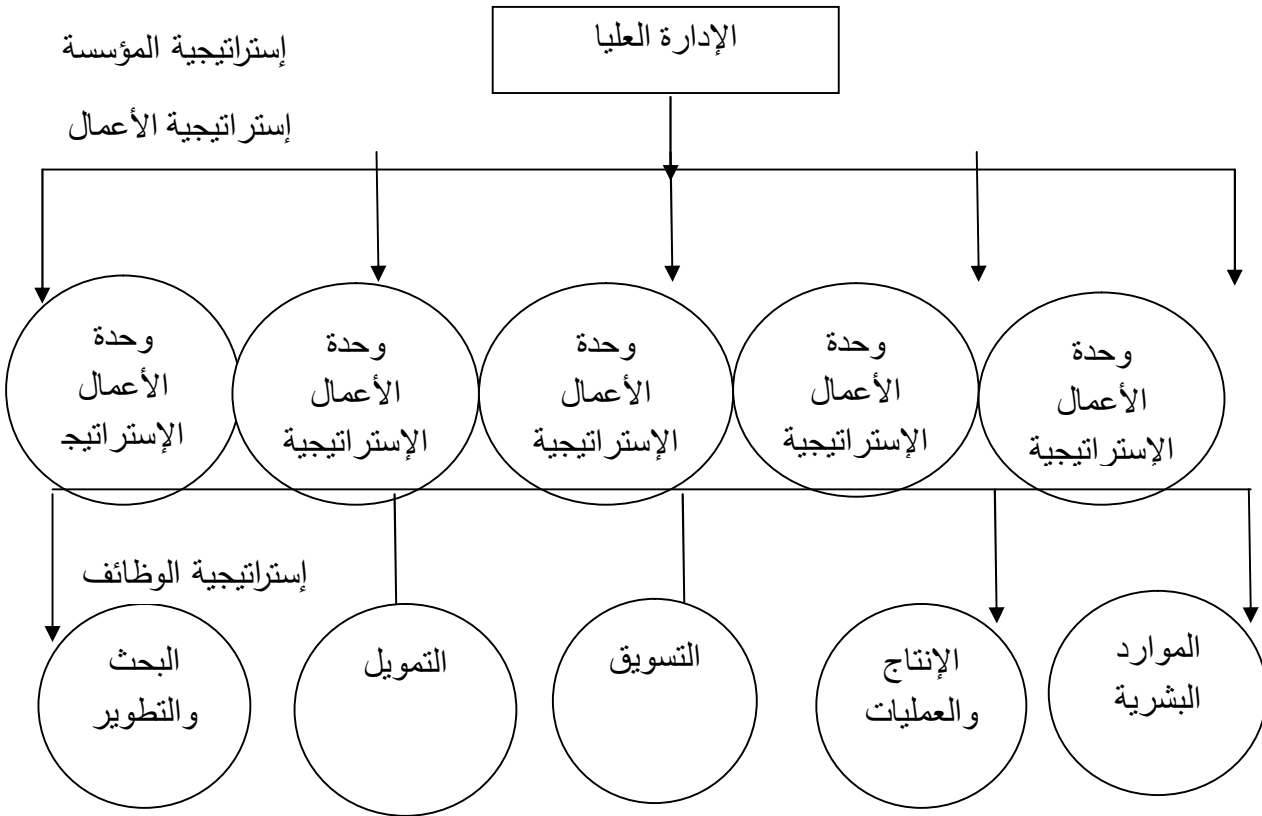 الإدارة العليا
إستراتيجية المؤسسة
إستراتيجية الأعمال
وحدة
الأعمال
الإستراتيجية
وحدة
الأعمال
الإستراتيجية
وحدة
الأعمال
الإستراتيجية
وحدة
الأعمال
الإستراتيجية
وحدة
الأعمال
الإستراتيجـ
إستراتيجية الوظائف
الموارد
البشرية
الإنتاج
والعمليات
التسويق
التمويل
البحث
والتطوير